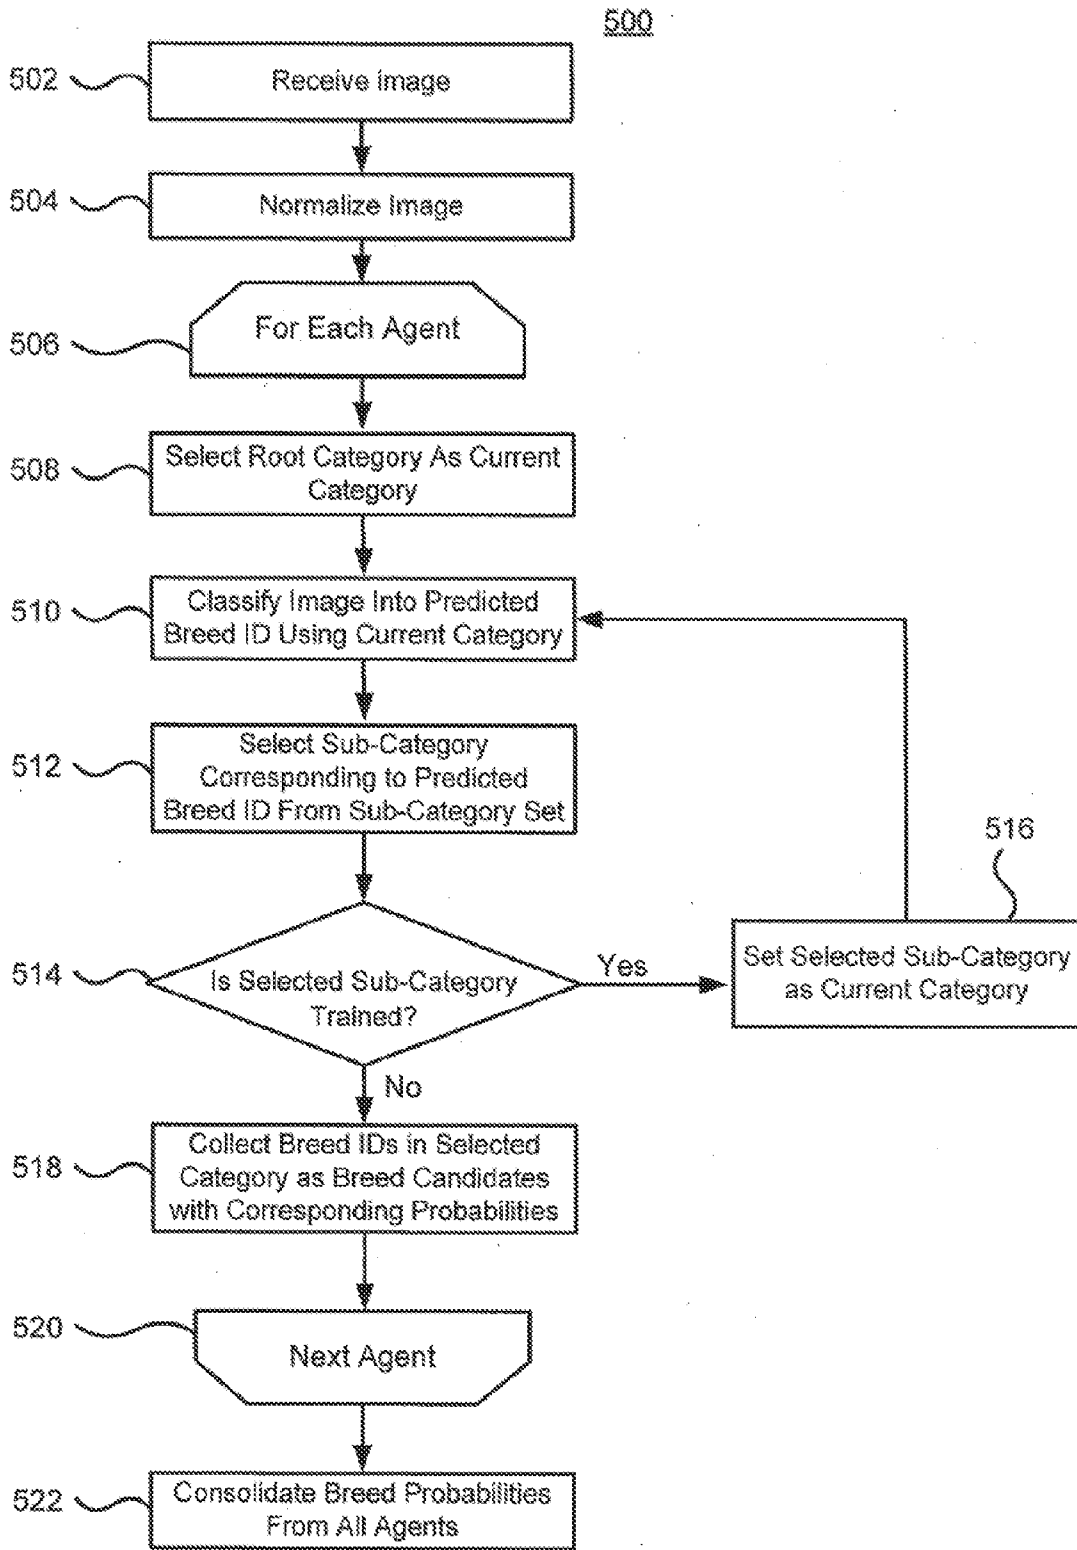 500
502
Receive Image
504
Normalize Image
506
For Each Agent
508
Select Root Category As Current
Category
510
Classify Image Into Predicted
Breed ID Using Current Category
512
Select Sub-Category
Corresponding to Predicted
Breed ID From Sub-Category Set
514
Is Selected Sub-Category
Trained?
Yes
516
Set Selected Sub-Category
as Current Category
No
518
Collect Breed IDs in Selected
Category as Breed Candidates
with Corresponding Probabilities
520
Next Agent
522
Consolidate Breed Probabilities
From All Agents